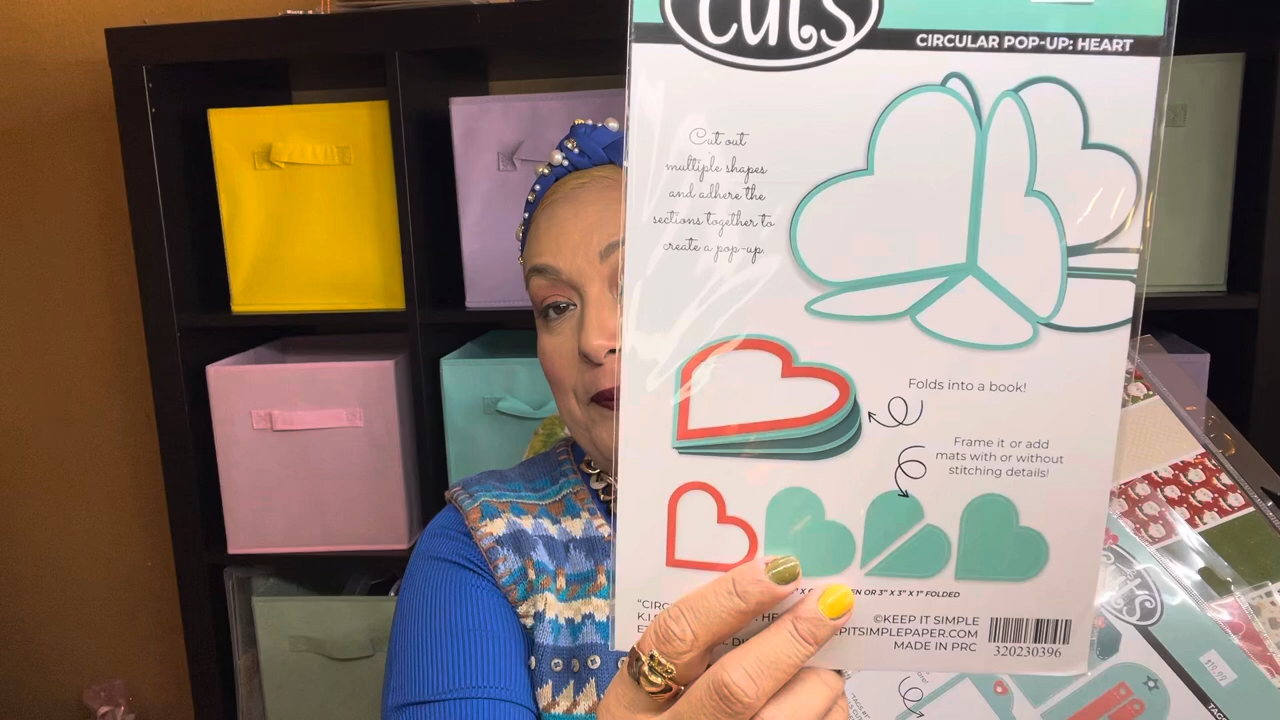 cuts
CIRCULAR POP-UP: HEART
Cut out
multiple shapes
and adhere the
sections together to
create a pop-up.
Folds into a book!
Frame it or add
mats with or without
stitching details!
OR 3" X 3" X 1" FOLDED
©KEEP IT SIMPLE
MADE IN PRC
320230396
$19.99